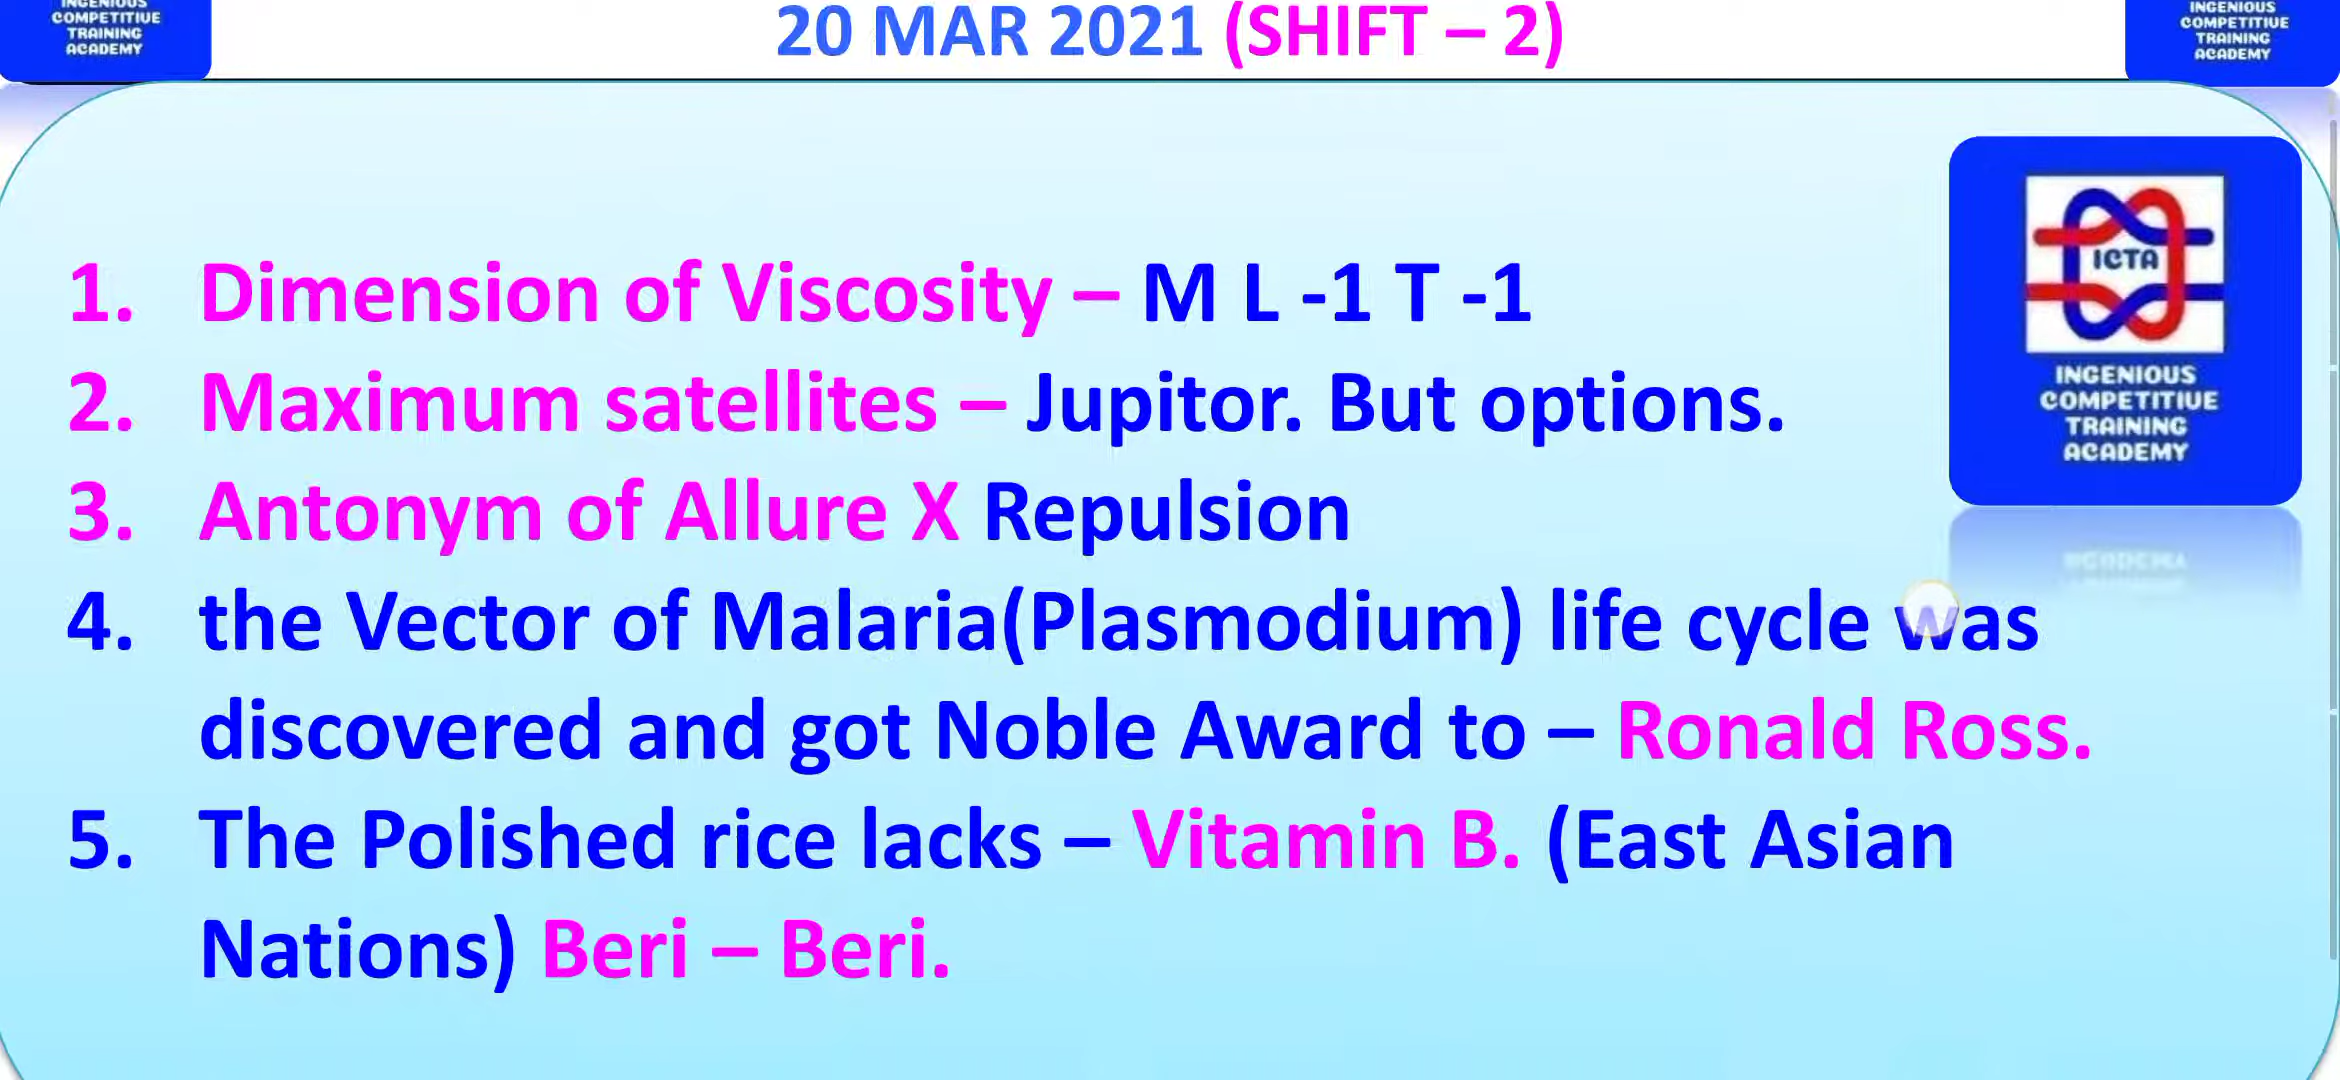 INGENIOUS
COMPETITIUE
TRAINING
ACADEMY
20 MAR 2021 (SHIFT – 2)
INGENIOUS
COMPETITIUE
TRAINING
ACADEMY
ICTA
INGENIOUS
COMPETITIUE
TRAINING
ACADEMY
1. Dimension of Viscosity – M L -1 T -1
2. Maximum satellites – Jupitor. But options.
3. Antonym of Allure X Repulsion
4. the Vector of Malaria(Plasmodium) life cycle was
discovered and got Noble Award to – Ronald Ross.
5. The Polished rice lacks – Vitamin B. (East Asian
Nations) Beri – Beri.